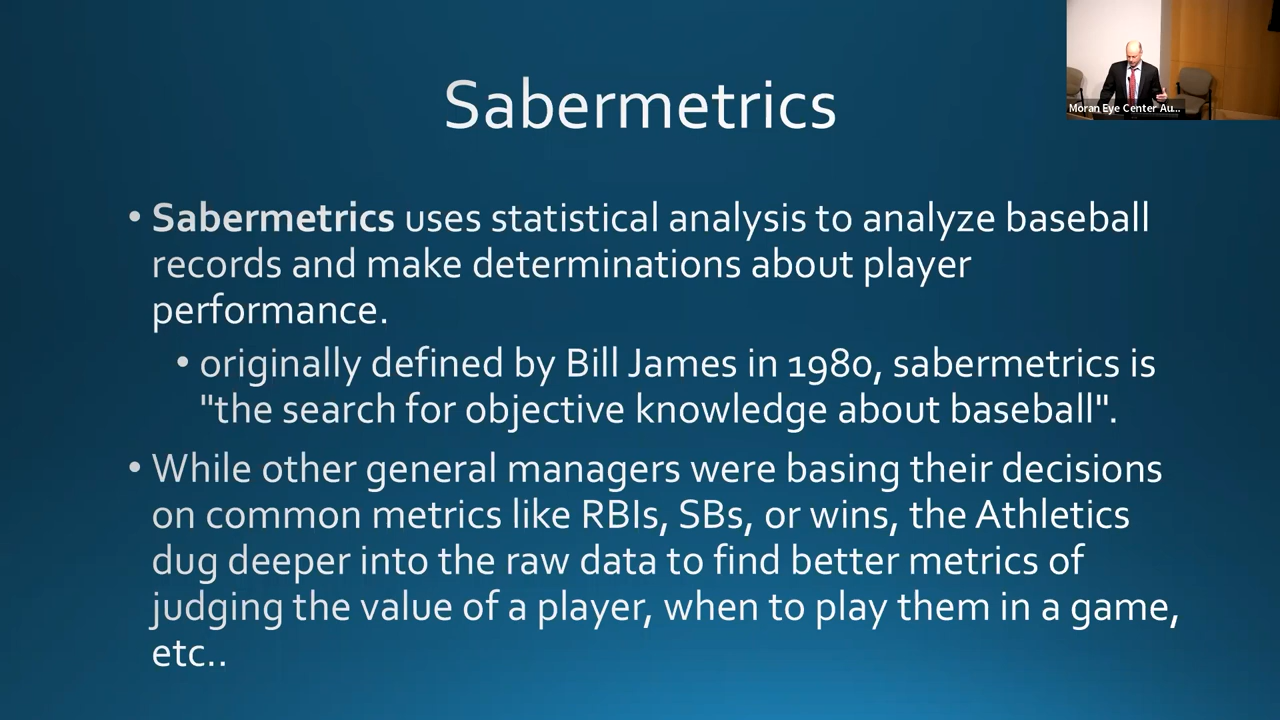 Sabermetrics
Moran Eye Center Au...
• Sabermetrics uses statistical analysis to analyze baseball
records and make determinations about player
performance.
• originally defined by Bill James in 1980, sabermetrics is
"the search for objective knowledge about baseball".
• While other general managers were basing their decisions
on common metrics like RBIs, SBs, or wins, the Athletics
dug deeper into the raw data to find better metrics of
judging the value of a player, when to play them in a game,
etc..